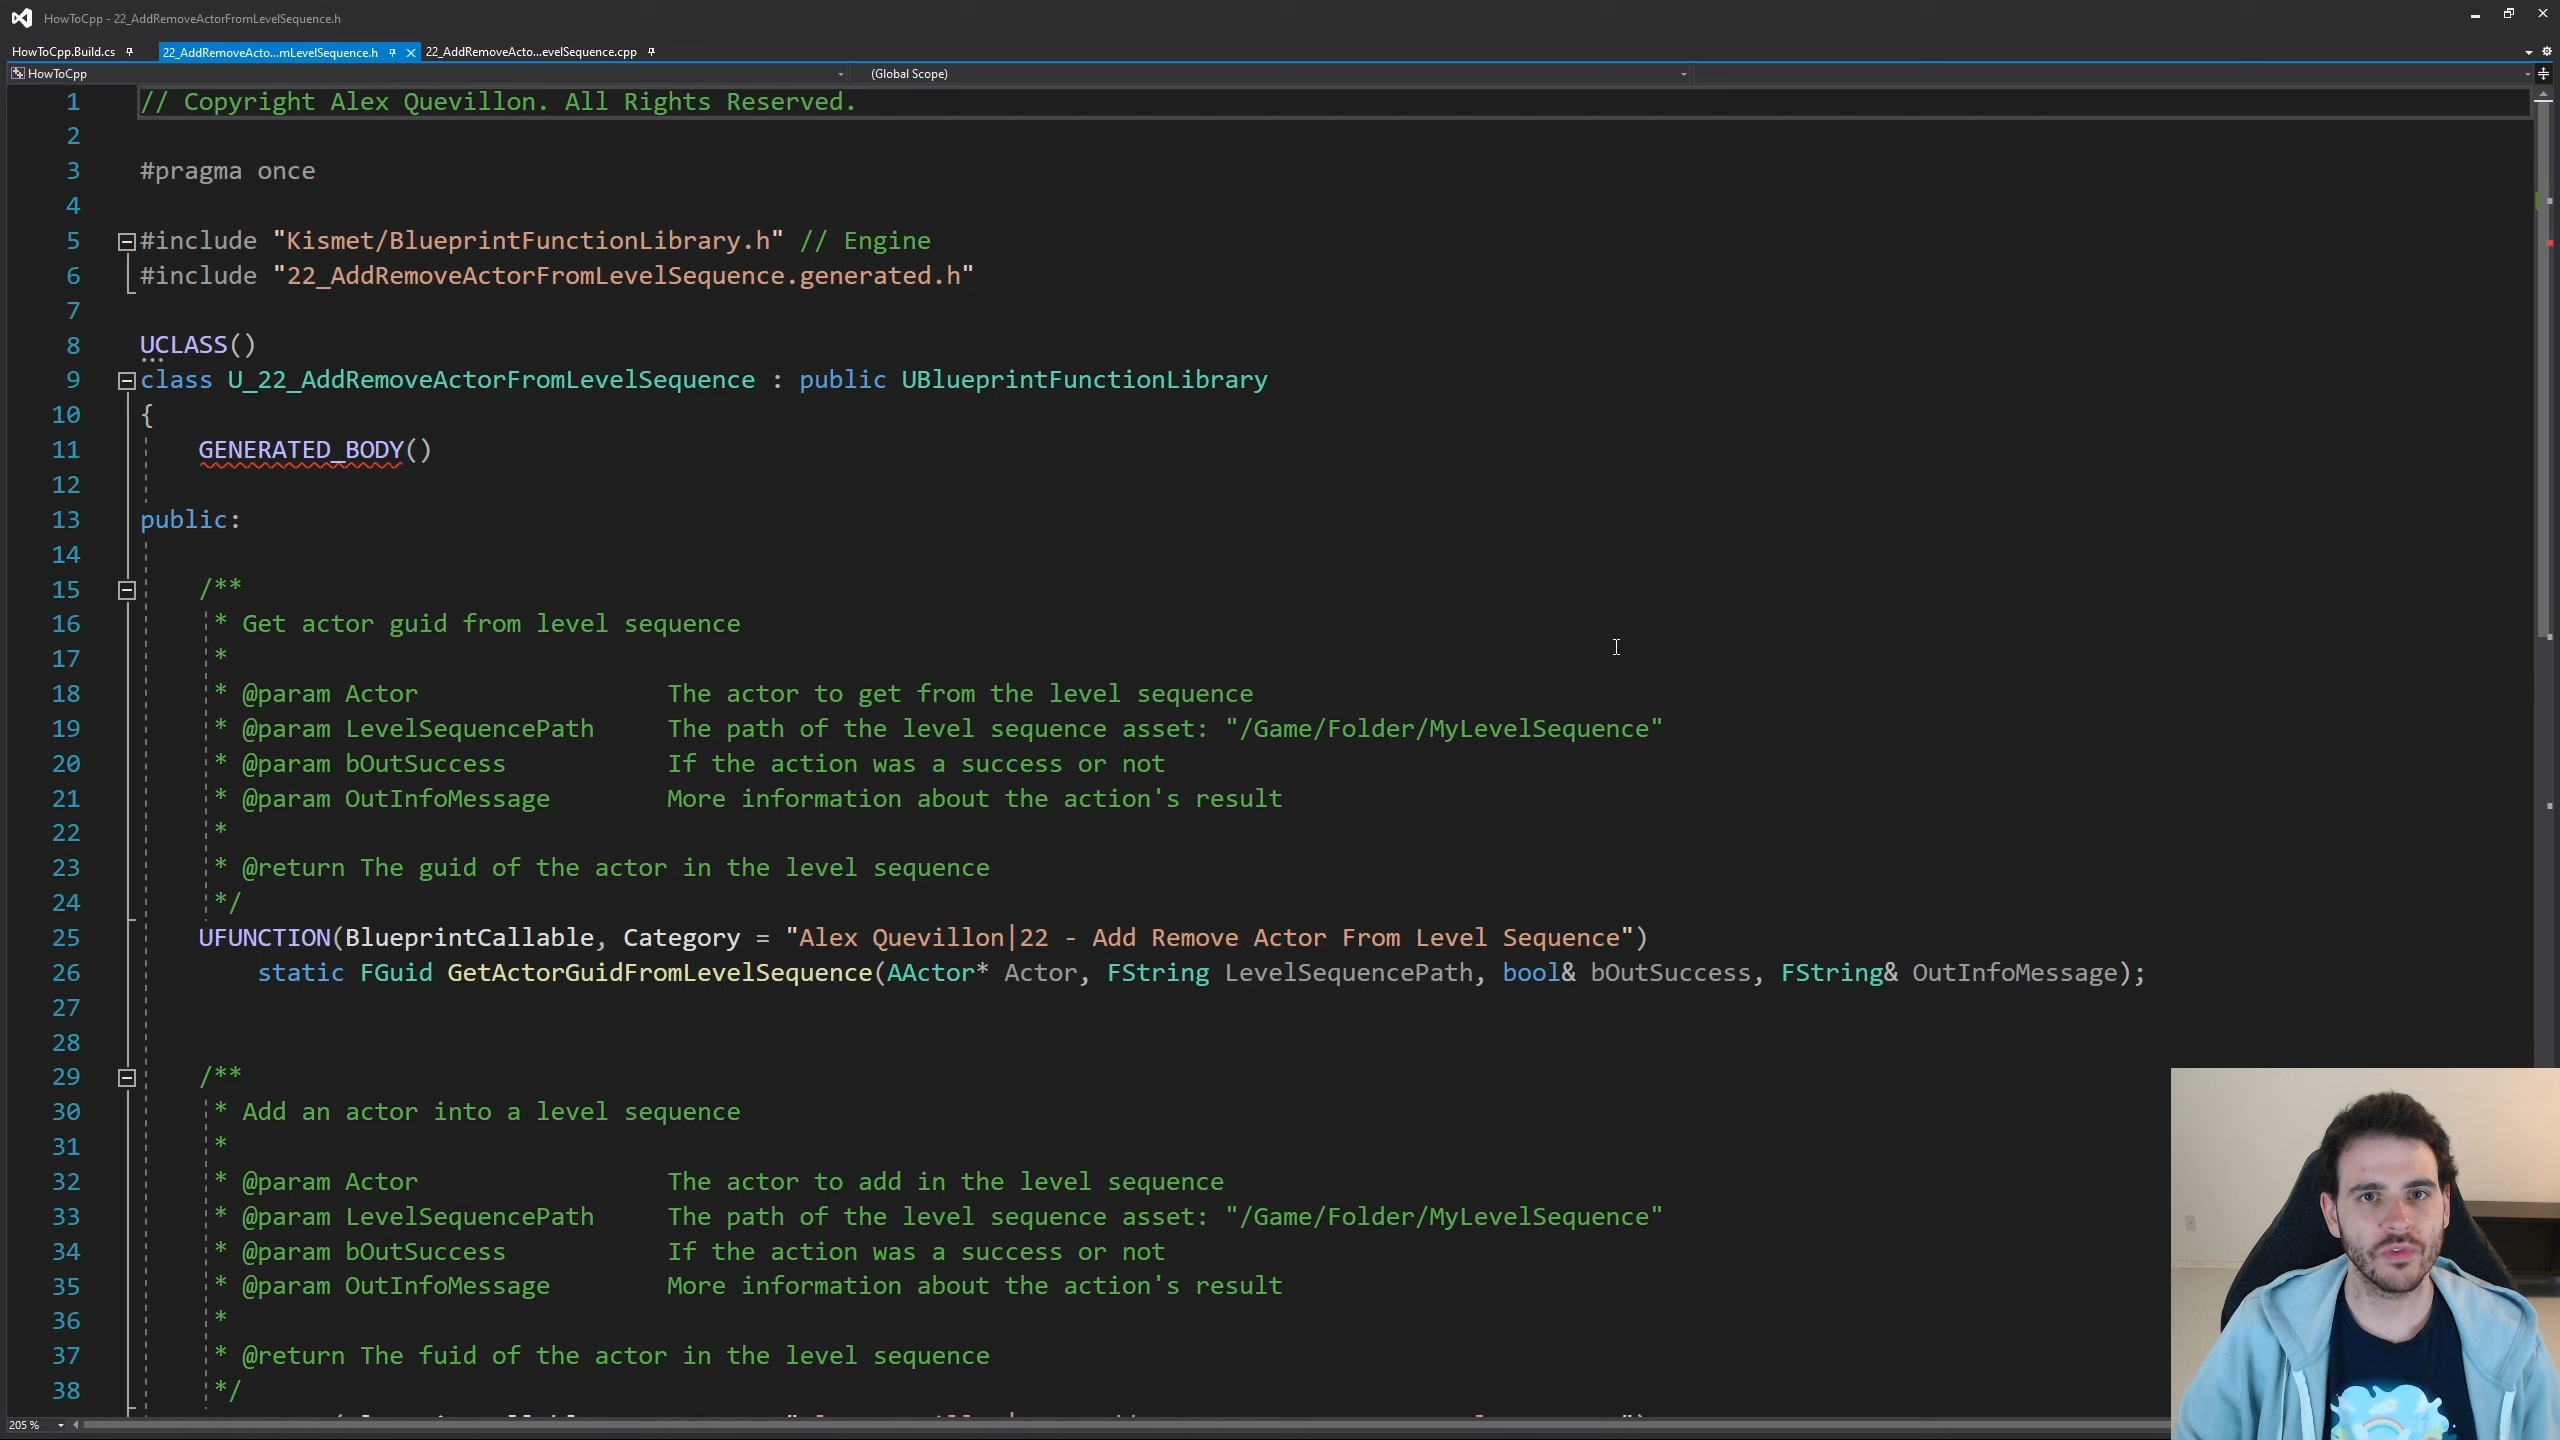 HowToCpp - 22_AddRemoveActorFromLevelSequence.h
HowToCpp.Build.cs 22_AddRemoveActo...mLevelSequence.h 22_AddRemoveActo...evelSequence.cpp
HowToCpp (Global Scope)
1 // Copyright Alex Quevillon. All Rights Reserved.
2
3 #pragma once
4
5 #include "Kismet/BlueprintFunctionLibrary.h" // Engine
6 #include "22_AddRemoveActorFromLevelSequence.generated.h"
7
8 UCLASS()
9 class U_22_AddRemoveActorFromLevelSequence : public UBlueprintFunctionLibrary
10 {
11 GENERATED_BODY()
12
13 public:
14
15 /**
16 * Get actor guid from level sequence
17 *
18 * @param Actor The actor to get from the level sequence
19 * @param LevelSequencePath The path of the level sequence asset: "/Game/Folder/MyLevelSequence"
20 * @param bOutSuccess If the action was a success or not
21 * @param OutInfoMessage More information about the action's result
22 *
23 * @return The guid of the actor in the level sequence
24 */
25 UFUNCTION(BlueprintCallable, Category = "Alex Quevillon|22 - Add Remove Actor From Level Sequence")
26 static FGuid GetActorGuidFromLevelSequence(AActor* Actor, FString LevelSequencePath, bool& bOutSuccess, FString& OutInfoMessage);
27
28
29 /**
30 * Add an actor into a level sequence
31 *
32 * @param Actor The actor to add in the level sequence
33 * @param LevelSequencePath The path of the level sequence asset: "/Game/Folder/MyLevelSequence"
34 * @param bOutSuccess If the action was a success or not
35 * @param OutInfoMessage More information about the action's result
36 *
37 * @return The fuid of the actor in the level sequence
38 */
205 %